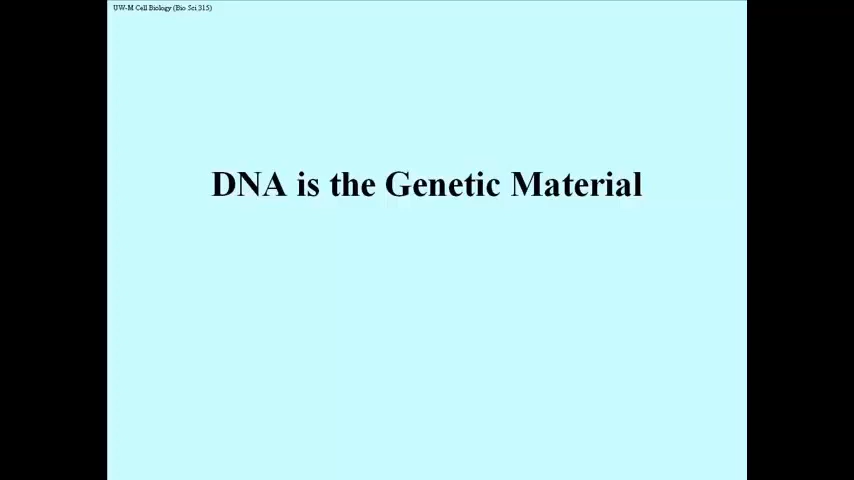 UW-M Cell Biology (Bio Sci 315)
DNA is the Genetic Material